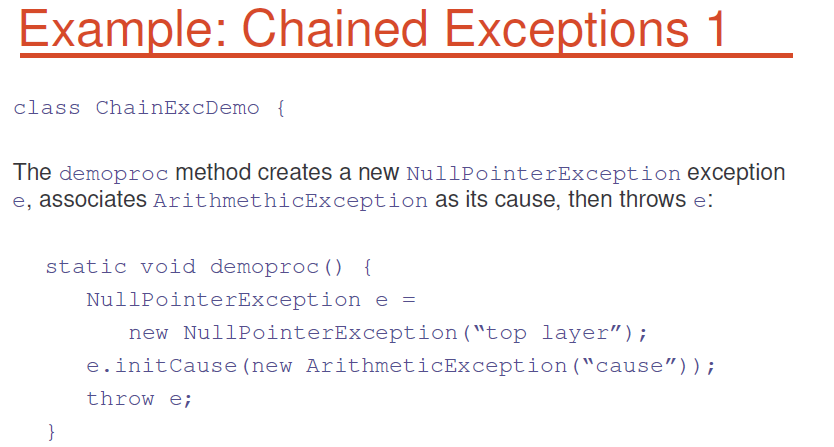 Example: Chained Exceptions 1
class ChainExcDemo {
The demoproc method creates a new NullPointerException exception
e, associates ArithmethicException as its cause, then throws e:
static void demoproc() {
NullPointerException e =
new NullPointerException(“top layer”);
e.initCause(new ArithmeticException(“cause”));
throw e;
}